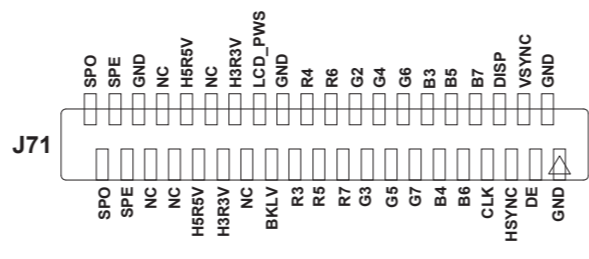 SPO SPE GND NC H5R5V NC H3R3V LCD_PWS GND R4 R6 G2 G4 G6 B3 B5 B7 DISP VSYNC GND
J71
SPO SPE NC NC H5R5V H3R3V NC BKLV R3 R5 R7 G3 G5 G7 B4 B6 CLK HSYNC DE GND